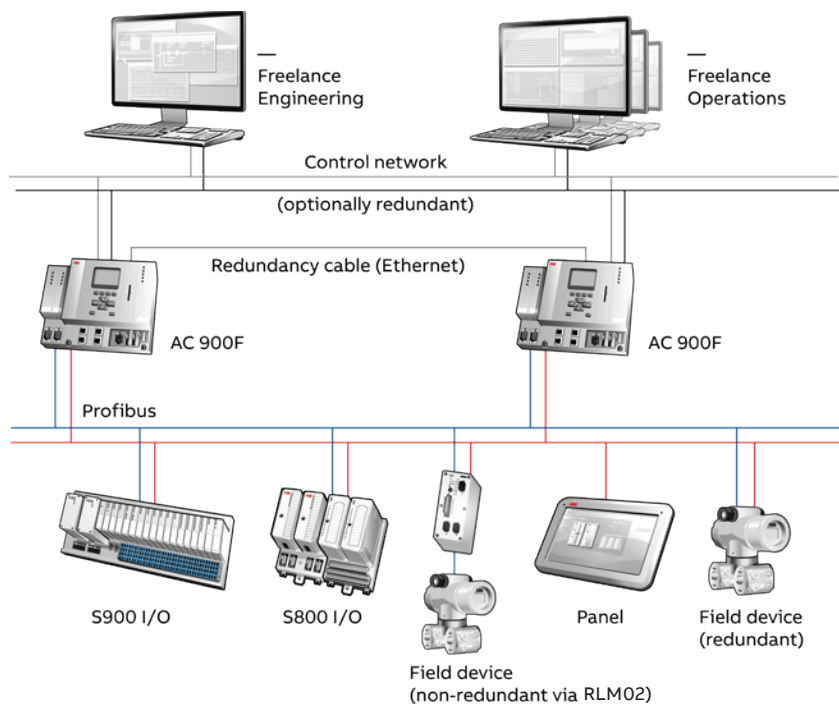 Freelance
Engineering
Freelance
Operations
Control network
(optionally redundant)
Redundancy cable (Ethernet)
AC 900F
AC 900F
Profibus
S900 I/O
S800 I/O
Panel
Field device
(redundant)
Field device
(non-redundant via RLM02)